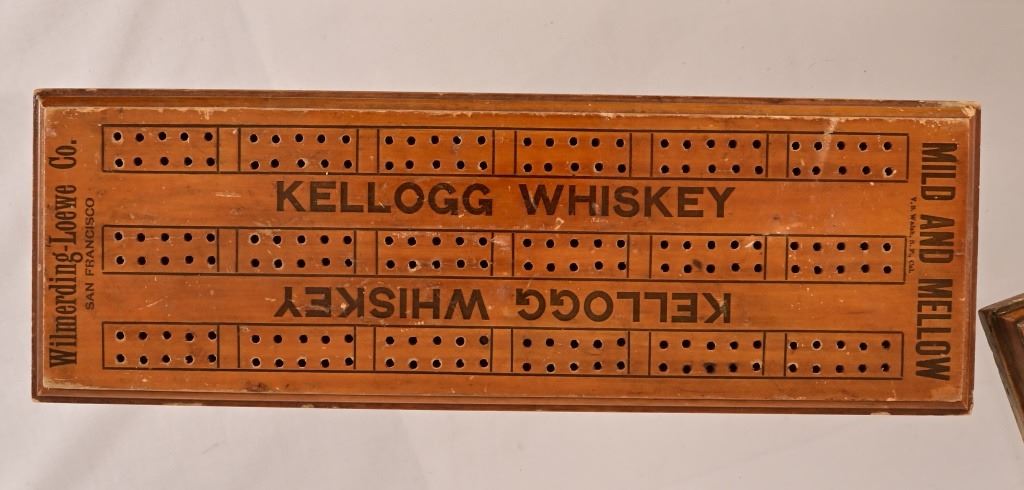 Wilmerding-Loewe Co.
SAN FRANCISCO
KELLOGG WHISKEY
KELLOGG WHISKEY
MILD AND MELLOW